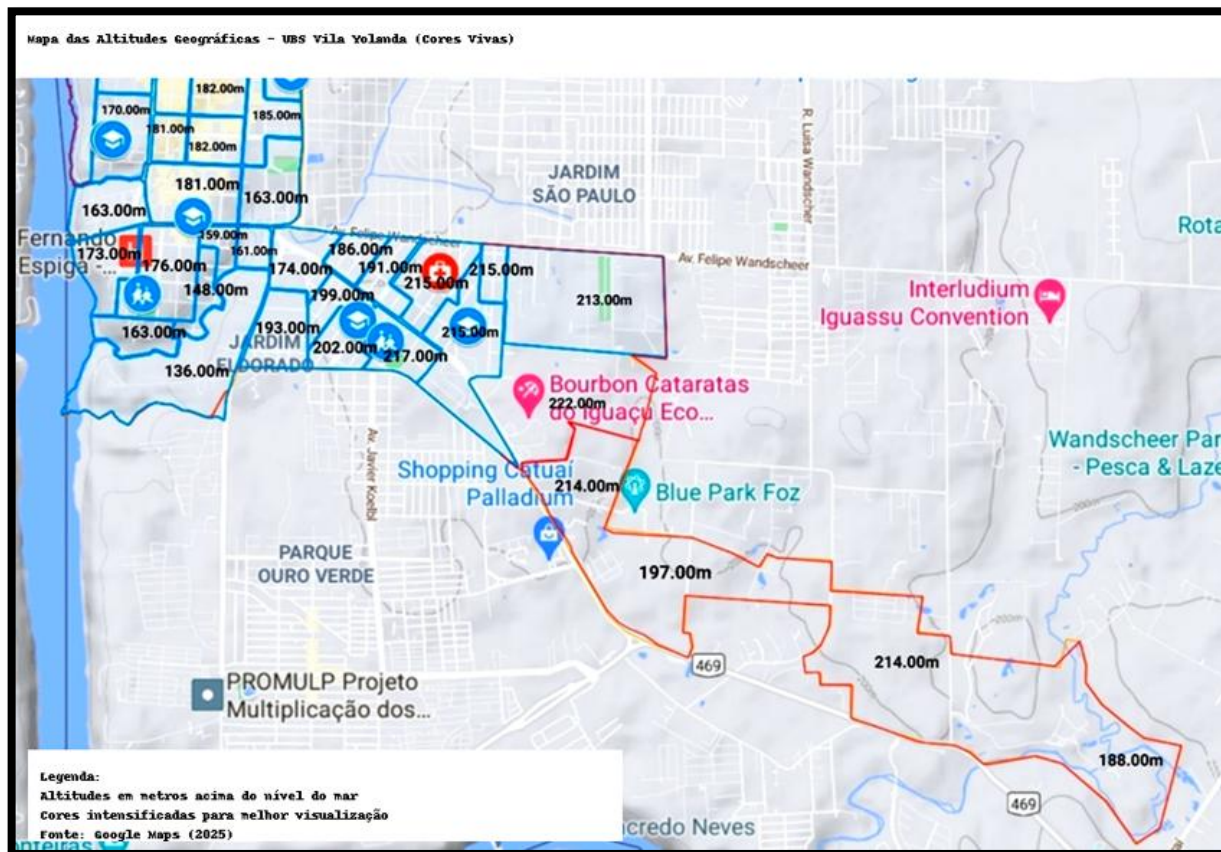 Mapa das Altitudes Geográficas - UBS Vila Yolanda (Cores Vivas)
182.00m
170.00m
185.00m
181.00m
182.00m
R. Luisa Wandscher
JARDIM
SÃO PAULO
181.00m
163.00m
163.00m
Rota
Fernando
Espiga -...
159.00m
Av. Felipe Wandscheer
173.00m
161.00m
186.00m
176.00m
174.00m
191.00m
215.00m
Av. Felipe Wandscheer
148.00m
199.00m
215.00m
213.00m
Interludium
Iguassu Convention
163.00m
193.00m
215.00m
JARDIM
ELDORADO
202.00m
217.00m
136.00m
Bourbon Cataratas
do Iguaçu Eco...
222.00m
Av. Javier Koelbl
Wandscheer Par
- Pesca & Laze
Shopping Catuaí
Palladium
214.00m
Blue Park Foz
PARQUE
OURO VERDE
197.00m
~200m
469
214.00m
~200m
PROMULP Projeto
Multiplicação dos...
188.00m
469
Legenda:
Altitudes em metros acima do nível do mar
Cores intensificadas para melhor visualização
Fonte: Google Maps (2025)
ncredo Neves
onteiras